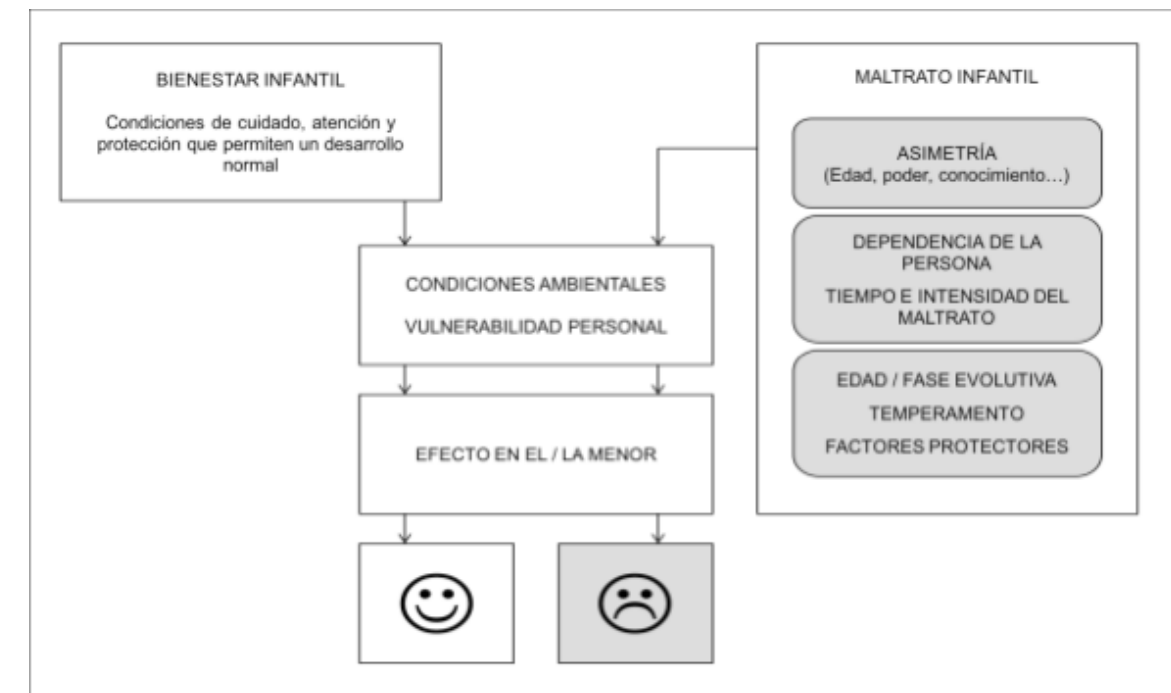 BIENESTAR INFANTIL
Condiciones de cuidado, atención y
protección que permiten un desarrollo
normal
MALTRATO INFANTIL
ASIMETRÍA
(Edad, poder, conocimiento…)
DEPENDENCIA DE LA
PERSONA
TIEMPO E INTENSIDAD DEL
MALTRATO
EDAD / FASE EVOLUTIVA
TEMPERAMENTO
FACTORES PROTECTORES
CONDICIONES AMBIENTALES
VULNERABILIDAD PERSONAL
EFECTO EN EL / LA MENOR